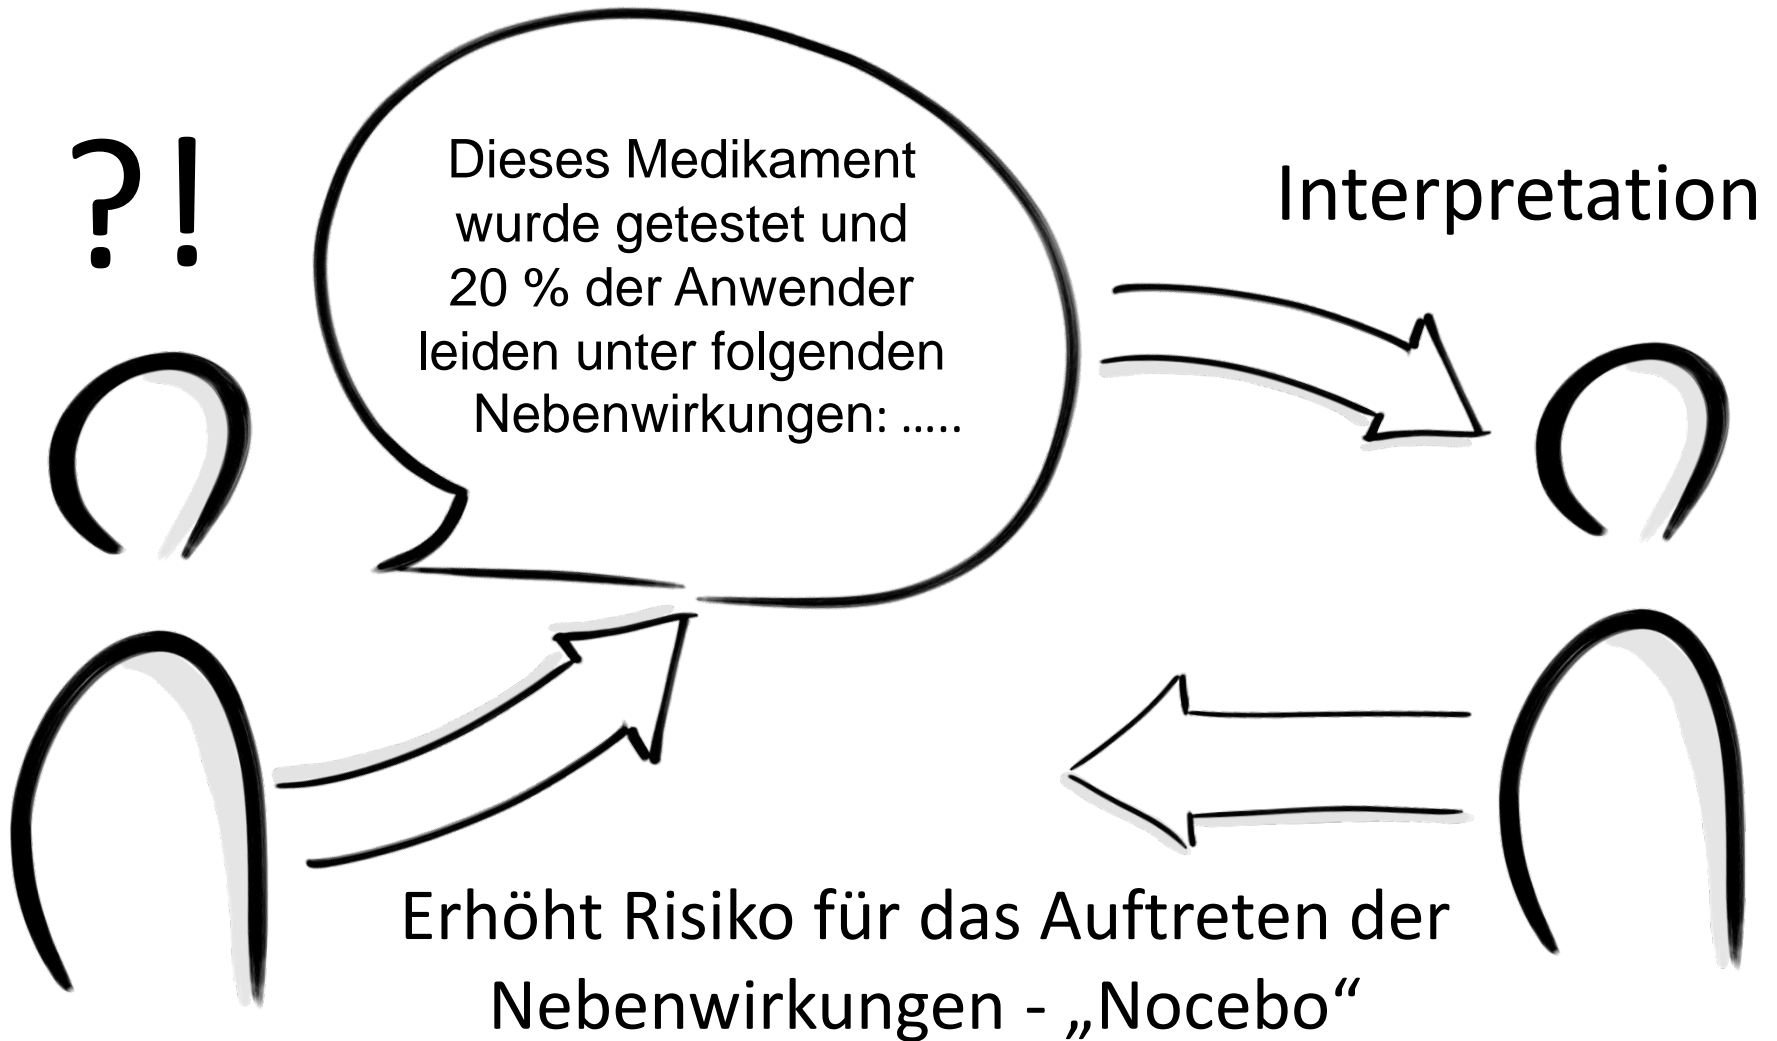 ?!
Dieses Medikament
wurde getestet und
20 % der Anwender
leiden unter folgenden
Nebenwirkungen: .....
Interpretation
Erhöht Risiko für das Auftreten der
Nebenwirkungen - „Nocebo“